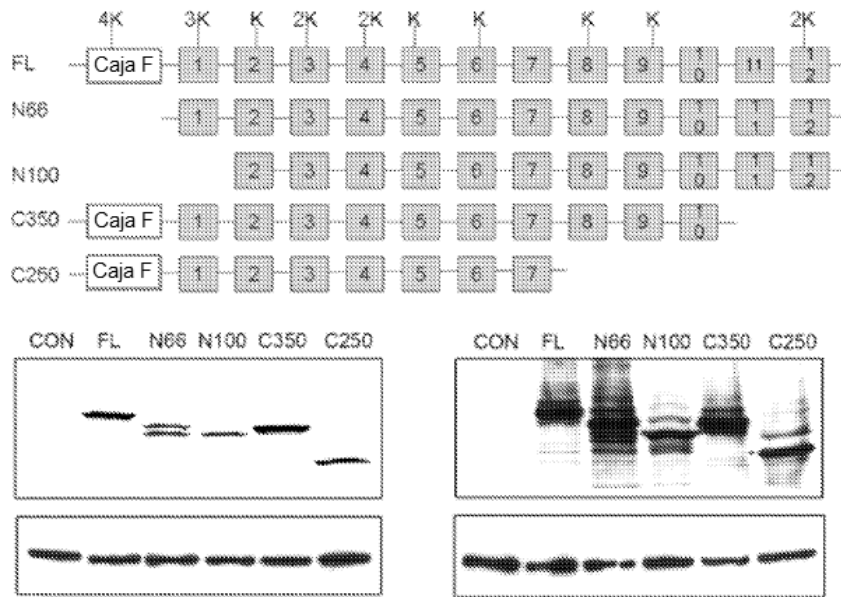 4K 3K K 2K 2K K K K K 2K
FL Caja F 1 2 3 4 5 6 7 8 9 10 11 12
N66 1 2 3 4 5 6 7 8 9 10 11 12
N100 2 3 4 5 6 7 8 9 10 11 12
C350 Caja F 1 2 3 4 5 6 7 8 9 10
C250 Caja F 1 2 3 4 5 6 7
CON FL N66 N100 C350 C250
CON FL N66 N100 C350 C250